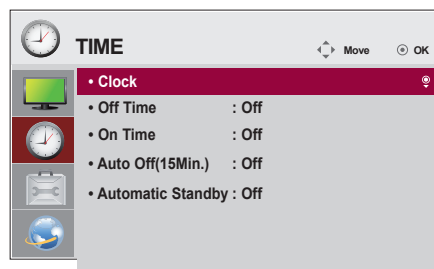 TIME
Move
OK
• Clock
• Off Time : Off
• On Time : Off
• Auto Off(15Min.) : Off
• Automatic Standby : Off